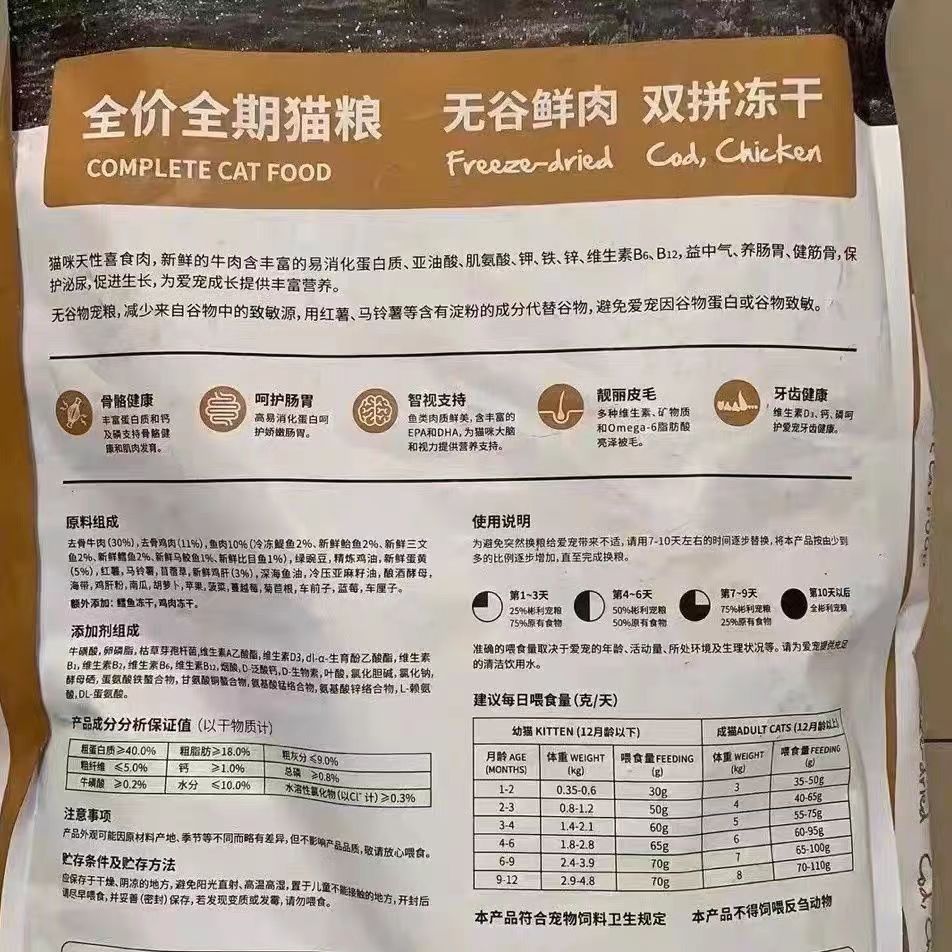 全价全期猫粮 无谷鲜肉 双拼冻干
COMPLETE CAT FOOD Freeze-dried Cod, Chicken
猫咪天性喜食肉，新鲜的牛肉含丰富的易消化蛋白质、亚油酸、肌氨酸、钾、铁、锌、维生素B₆、B₁₂，益中气、养肠胃、健筋骨，保
护泌尿，促进生长，为爱宠成长提供丰富营养。
无谷物宠粮，减少来自谷物中的致敏源，用红薯、马铃薯等含有淀粉的成分代替谷物，避免爱宠因谷物蛋白或谷物致敏。
骨骼健康
丰富蛋白质和钙
及磷支持骨骼健
康和肌肉发育。
呵护肠胃
高易消化蛋白呵
护娇嫩肠胃。
智视支持
鱼类肉质鲜美，含丰富的
EPA和DHA，为猫咪大脑
和视力提供营养支持。
靓丽皮毛
多种维生素、矿物质
和Omega-6脂肪酸
亮泽被毛。
牙齿健康
维生素D₃、钙、磷呵
护爱宠牙齿健康。
原料组成
去骨牛肉(30%)，去骨鸡肉(11%)，鱼肉10%(冷冻鳀鱼2%、新鲜鲐鱼2%、新鲜三文
鱼2%、新鲜鳕鱼2%、新鲜马鲛鱼1%、新鲜比目鱼1%)，绿豌豆，精炼鸡油，新鲜蛋黄
(5%)，红薯，马铃薯，苜蓿草，新鲜鸡肝(3%)，深海鱼油，冷压亚麻籽油，酿酒酵母，
海带，鸡肝粉，南瓜，胡萝卜，苹果，菠菜，蔓越莓，菊苣根，车前子，蓝莓，车厘子。
额外添加：鳕鱼冻干，鸡肉冻干。
添加剂组成
牛磺酸，卵磷脂，枯草芽孢杆菌，维生素A乙酸酯，维生素D3，dl-α-生育酚乙酸酯，维生素
B₁，维生素B₂，维生素B₆，维生素B₁₂，烟酸，D-泛酸钙，D-生物素，叶酸，氯化胆碱，氯化钠，
酵母硒，蛋氨酸铁螯合物，甘氨酸铜螯合物，氨基酸锰络合物，氨基酸锌络合物，L-赖氨
酸，DL-蛋氨酸。
产品成分分析保证值（以干物质计）
粗蛋白质≥40.0% 粗脂肪≥18.0% 粗灰分≤9.0%
粗纤维 ≤5.0% 钙 ≥1.0% 总磷 ≥0.8%
牛磺酸 ≥0.2% 水分 ≤10.0% 水溶性氯化物(以Cl⁻计)≥0.3%
注意事项
产品外观可能因原材料产地、季节等不同而略有差异，但不影响产品品质，敬请放心喂食。
贮存条件及贮存方法
应保存于干燥、阴凉的地方，避免阳光直射、高温高湿，置于儿童不能接触的地方，开封后
请尽早喂食，并妥善(密封)保存，若发现变质或发霉，请勿喂食。
使用说明
为避免突然换粮给爱宠带来不适，请用7-10天左右的时间逐步替换，将本产品按由少到
多的比例逐步增加，直至完成换粮。
第1~3天
25%彬利宠粮
75%原有食物
第4~6天
50%彬利宠粮
50%原有食物
第7~9天
75%彬利宠粮
25%原有食物
第10天以后
全彬利宠粮
准确的喂食量取决于爱宠的年龄、活动量、所处环境及生理状况等。请为爱宠提供充足
的清洁饮用水。
建议每日喂食量（克/天）
幼猫 KITTEN (12月龄以下) 成猫ADULT CATS (12月龄以上)
月龄 AGE (MONTHS) 体重 WEIGHT (kg) 喂食量FEEDING (g) 体重 WEIGHT (kg) 喂食量FEEDING (g)
1-2 0.35-0.6 30g 3 35-50g
2-3 0.8-1.2 50g 4 40-65g
3-4 1.4-2.1 60g 5 55-75g
4-6 1.8-2.8 65g 6 60-95g
6-9 2.4-3.9 70g 7 65-100g
9-12 2.9-4.8 70g 8 70-110g
本产品符合宠物饲料卫生规定 本产品不得饲喂反刍动物